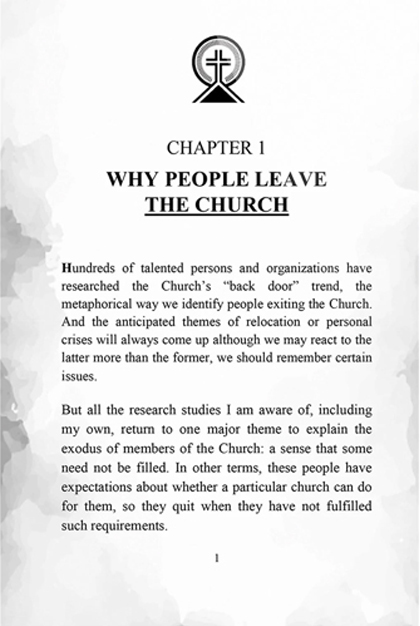 CHAPTER 1
WHY PEOPLE LEAVE
THE CHURCH
Hundreds of talented persons and organizations have
researched the Church's "back door" trend, the
metaphorical way we identify people exiting the Church.
And the anticipated themes of relocation or personal
crises will always come up although we may react to the
latter more than the former, we should remember certain
issues.
But all the research studies I am aware of, including
my own, return to one major theme to explain the
exodus of members of the Church: a sense that some
need not be filled. In other terms, these people have
expectations about whether a particular church can do
for them, so they quit when they have not fulfilled
such requirements.
1